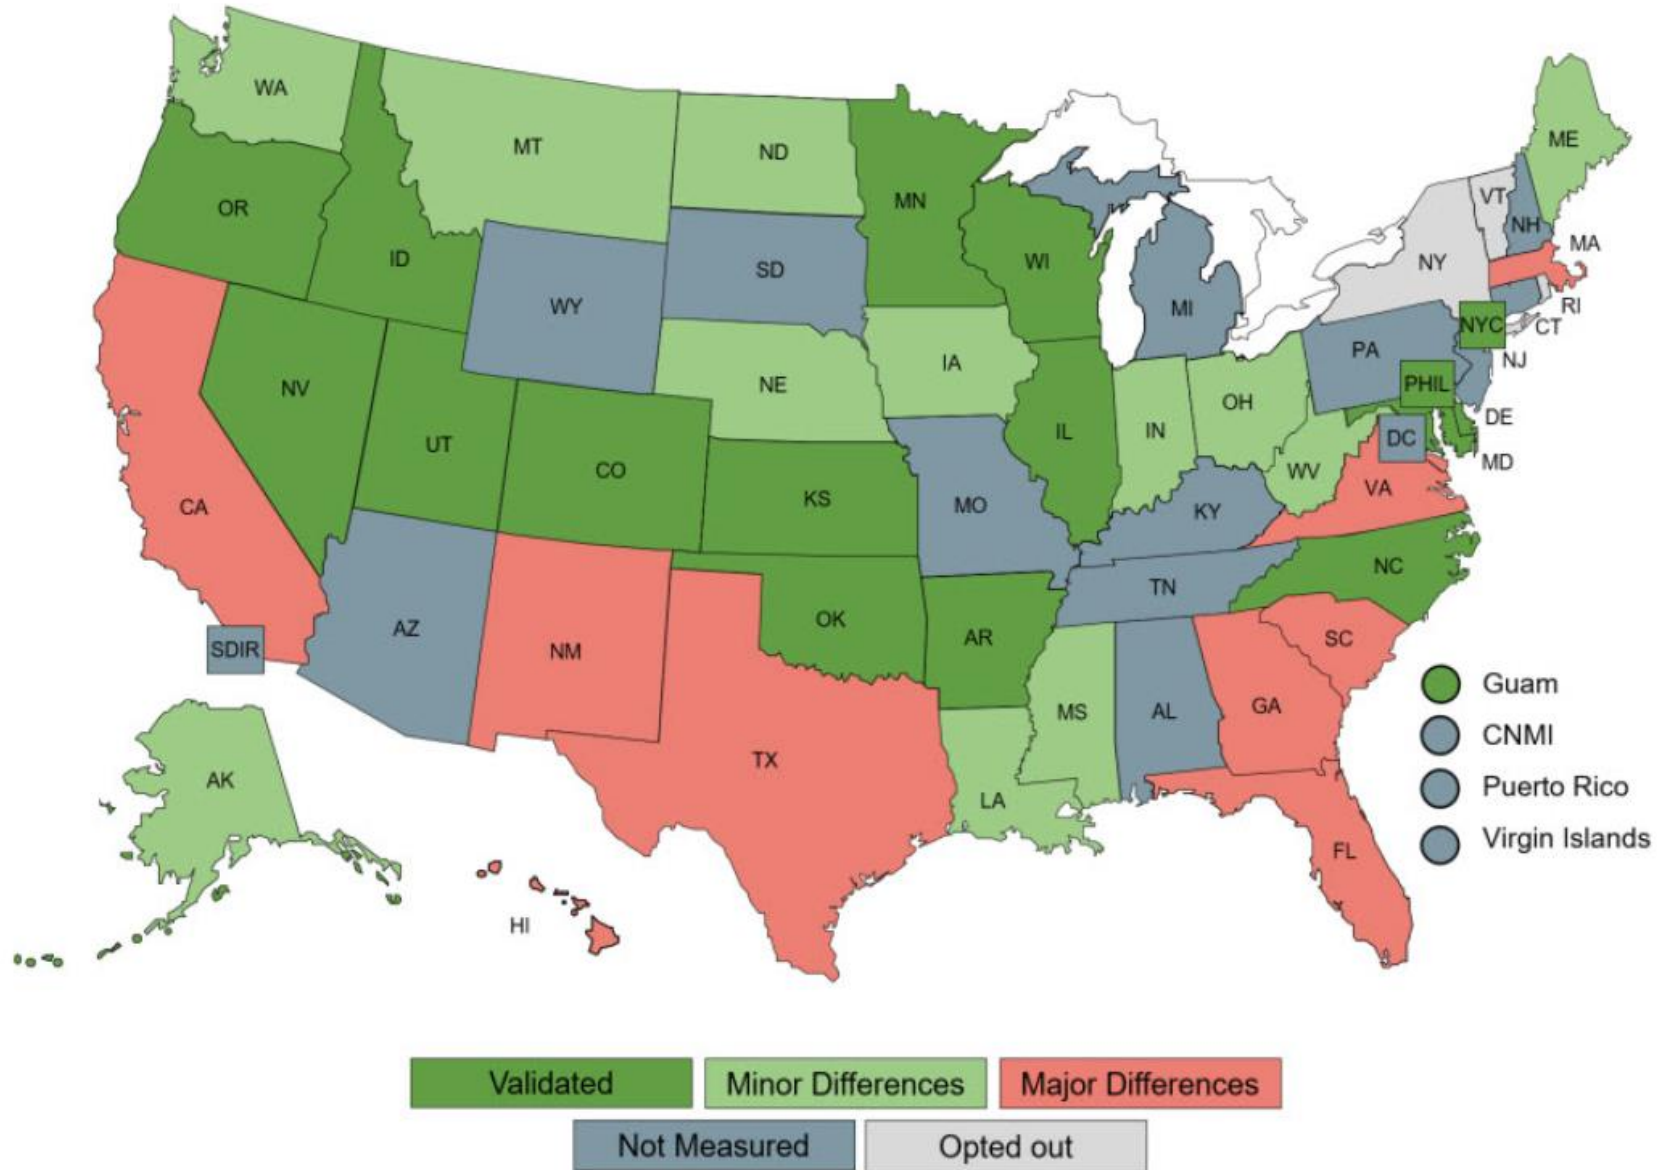 WA
MT
ND
MN
ME
VT
NH
OR
ID
SD
WI
NY
MA
WY
MI
RI
NYC
CT
PA
NJ
IA
NE
PHIL
NV
OH
DE
UT
CO
IL
IN
DC
MD
WV
KS
VA
CA
MO
KY
NC
TN
OK
AZ
AR
SC
SDIR
NM
Guam
GA
MS
AL
CNMI
TX
AK
Puerto Rico
LA
Virgin Islands
FL
HI
Validated
Minor Differences
Major Differences
Not Measured
Opted out